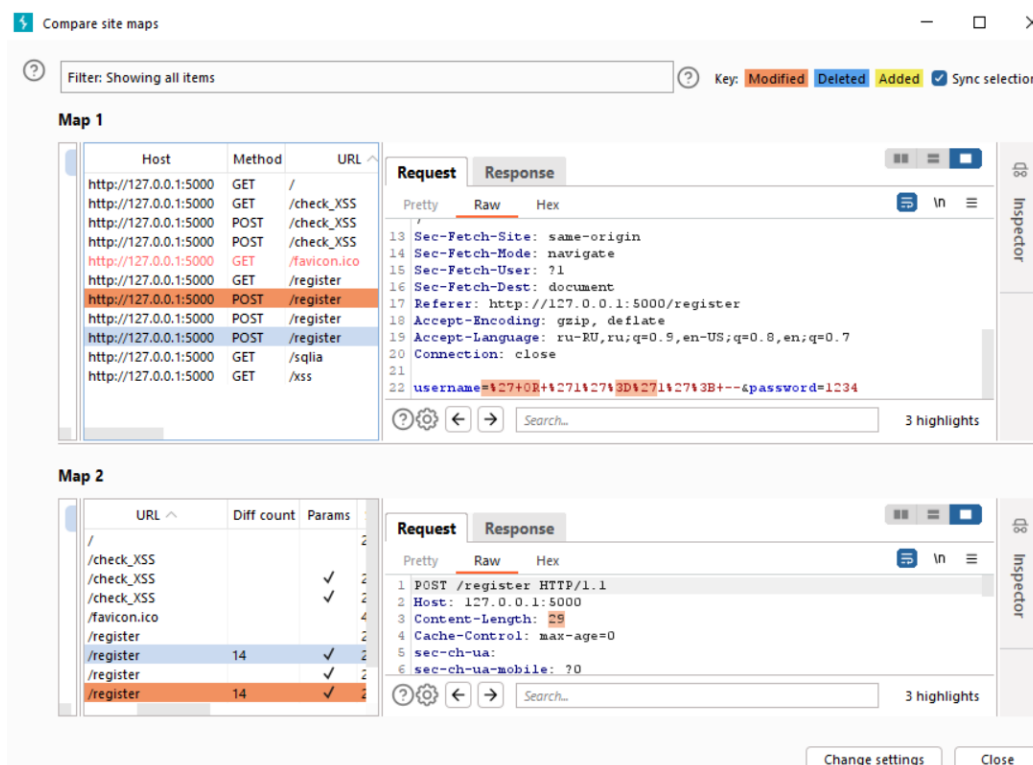 Compare site maps
Filter: Showing all items
Key: Modified Deleted Added Sync selection
Map 1
Host Method URL
http://127.0.0.1:5000 GET /
http://127.0.0.1:5000 GET /check_XSS
http://127.0.0.1:5000 POST /check_XSS
http://127.0.0.1:5000 POST /check_XSS
http://127.0.0.1:5000 GET /favicon.ico
http://127.0.0.1:5000 GET /register
http://127.0.0.1:5000 POST /register
http://127.0.0.1:5000 POST /register
http://127.0.0.1:5000 POST /register
http://127.0.0.1:5000 GET /sqlia
http://127.0.0.1:5000 GET /xss
Request Response
Pretty Raw Hex
\n
13 Sec-Fetch-Site: same-origin
14 Sec-Fetch-Mode: navigate
15 Sec-Fetch-User: ?1
16 Sec-Fetch-Dest: document
17 Referer: http://127.0.0.1:5000/register
18 Accept-Encoding: gzip, deflate
19 Accept-Language: ru-RU,ru;q=0.9,en-US;q=0.8,en;q=0.7
20 Connection: close
21
22 username=%27+OR+%271%27%3D%271%27%3B+--&password=1234
Search...
3 highlights
Inspector
Map 2
URL Diff count Params
/
/check_XSS
/check_XSS
/check_XSS
/favicon.ico
/register
/register 14
/register
/register 14
Request Response
Pretty Raw Hex
\n
1 POST /register HTTP/1.1
2 Host: 127.0.0.1:5000
3 Content-Length: 29
4 Cache-Control: max-age=0
5 sec-ch-ua:
6 sec-ch-ua-mobile: ?0
Search...
3 highlights
Inspector
Change settings Close